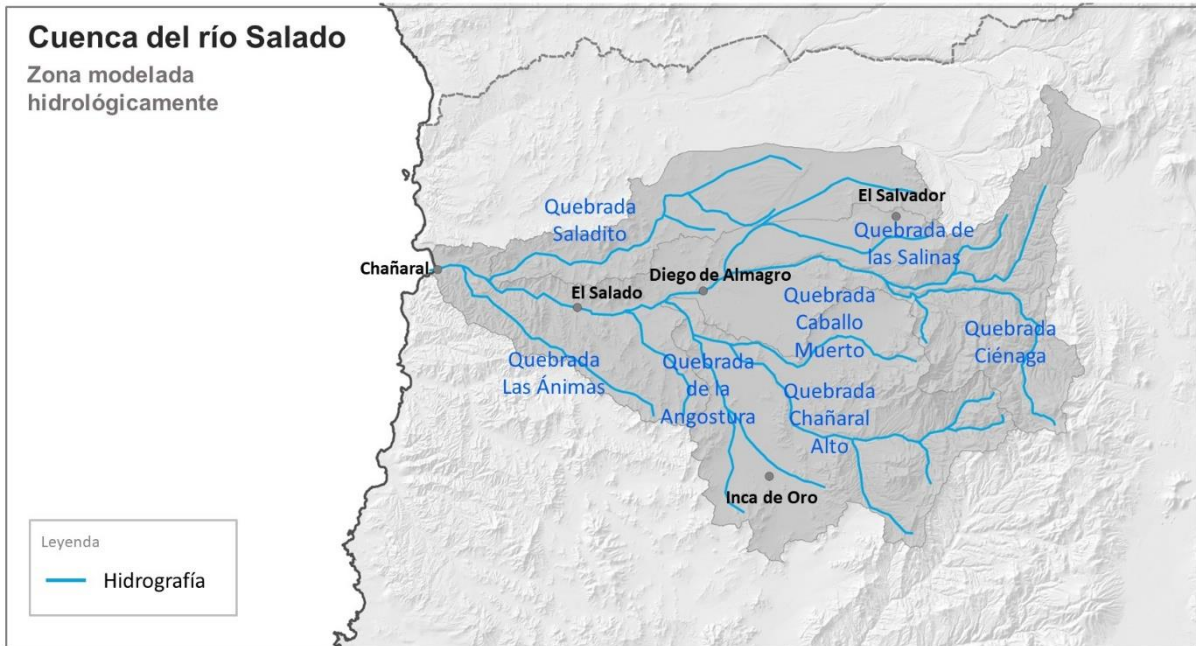 Cuenca del río Salado
Zona modelada
hidrológicamente
El Salvador
Quebrada
Saladito
Quebrada de
las Salinas
Chañaral
Diego de Almagro
El Salado
Quebrada
Caballo
Muerto
Quebrada
Ciénaga
Quebrada
Las Ánimas
Quebrada
de la
Angostura
Quebrada
Chañaral
Alto
Inca de Oro
Leyenda
Hidrografía